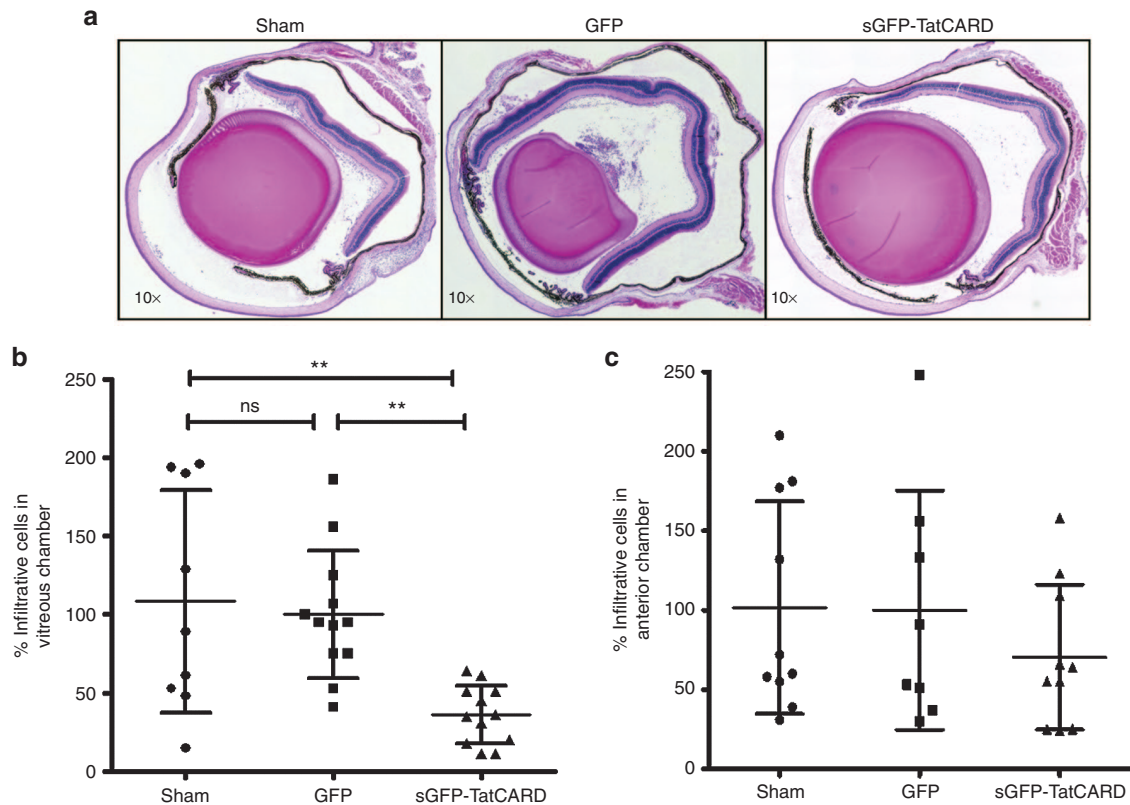 a
Sham GFP sGFP-TatCARD
10× 10× 10×
b
% Infiltrative cells in
vitreous chamber
250
200
150
100
50
0
**
ns **
Sham GFP sGFP-TatCARD
c
% Infiltrative cells in
anterior chamber
250
200
150
100
50
0
Sham GFP sGFP-TatCARD